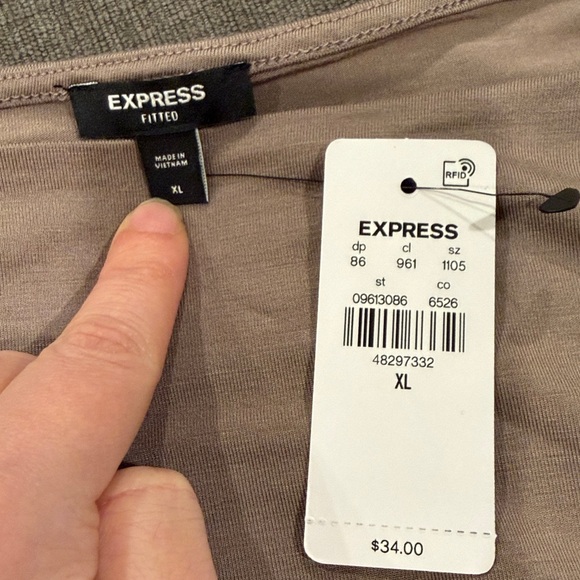 EXPRESS
FITTED
MADE IN
VIETNAM
XL
RFID
EXPRESS
dp cl sz
86 961 1105
st co
09613086 6526
48297332
XL
$34.00